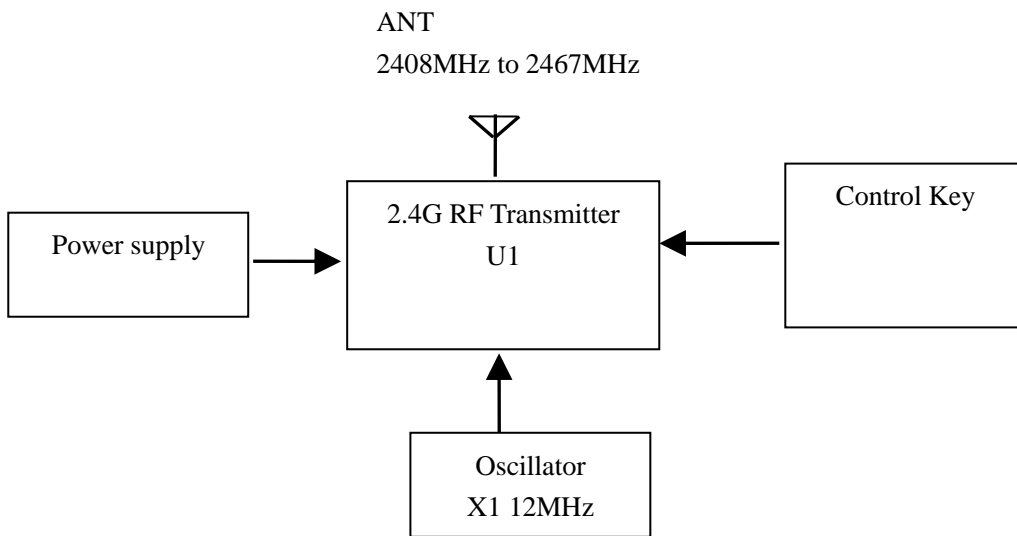 ANT
2408MHz to 2467MHz
2.4G RF Transmitter
U1
Control Key
Power supply
Oscillator
X1 12MHz